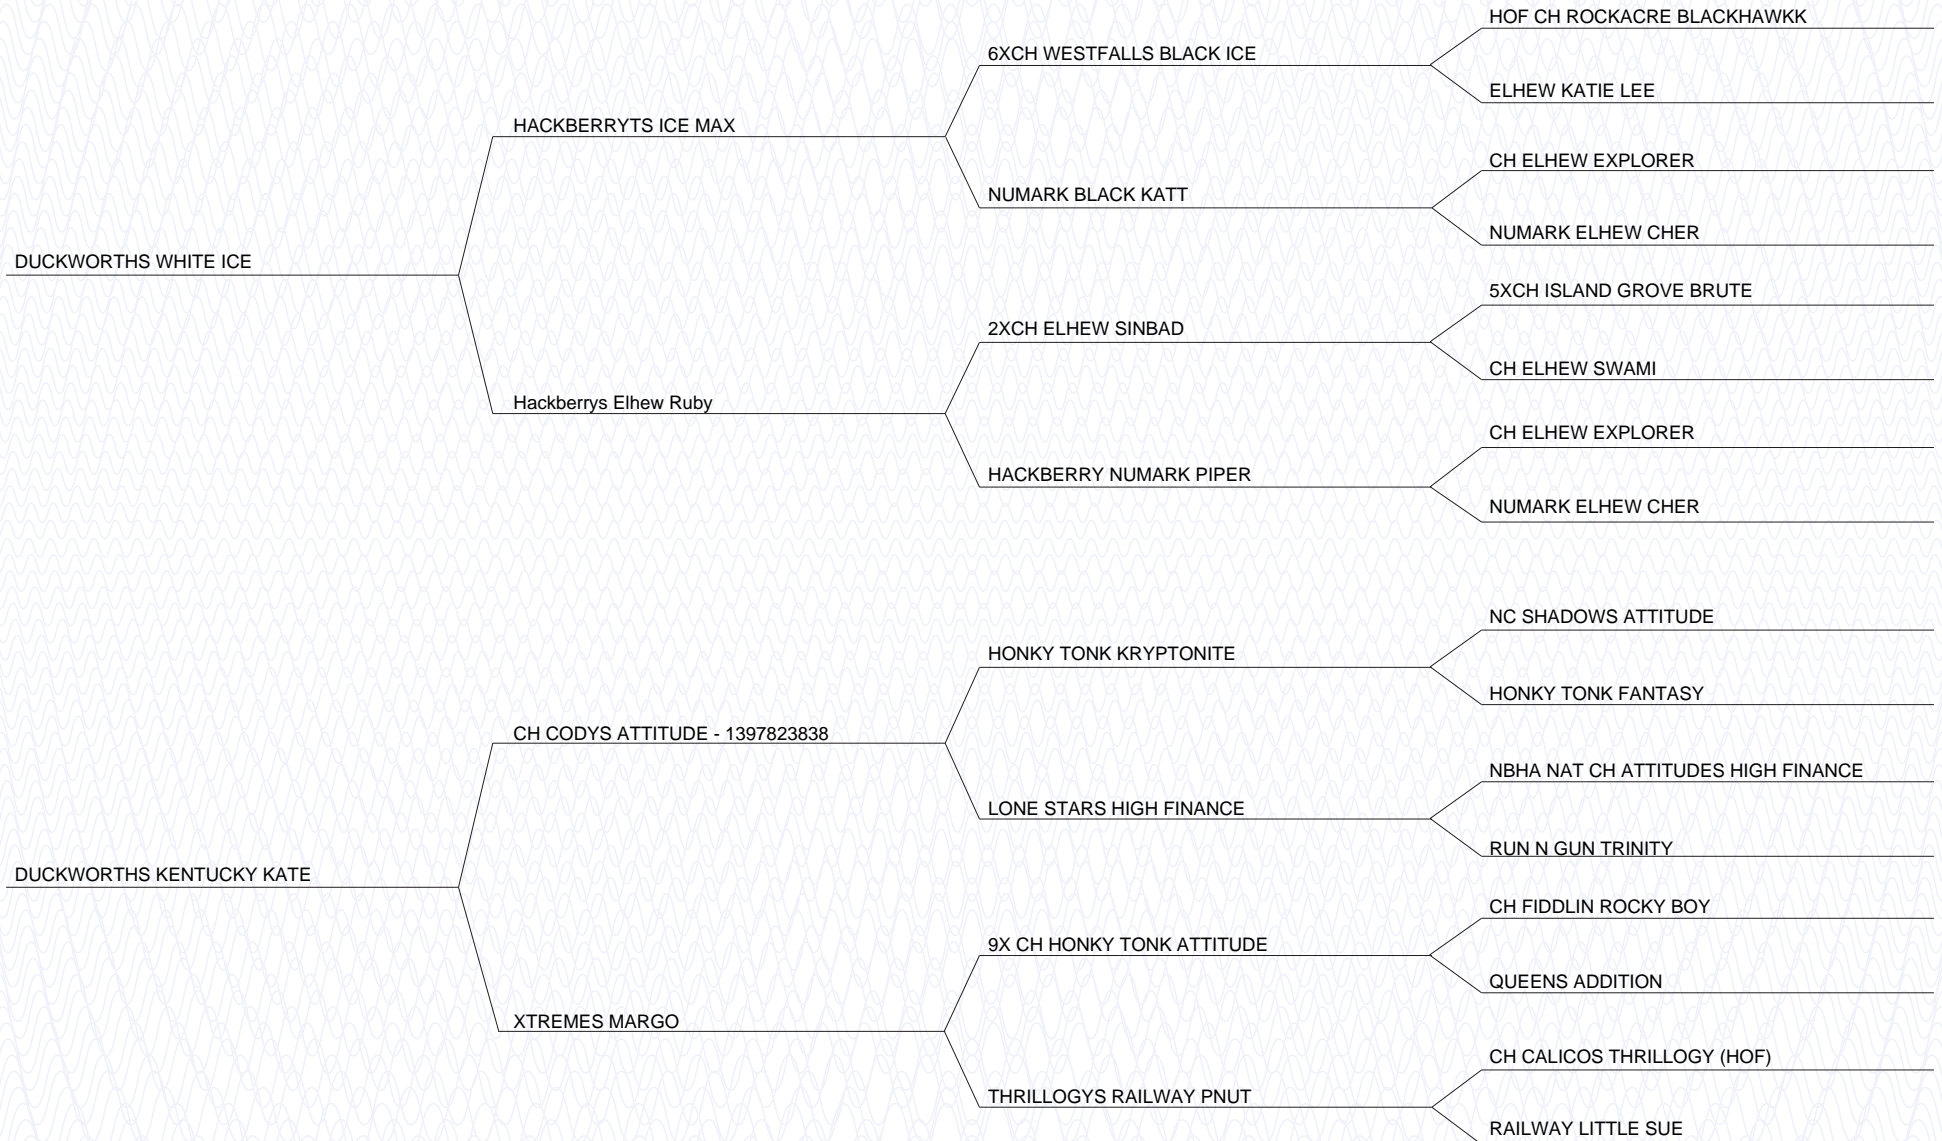 HOF CH ROCKACRE BLACKHAWKK
6XCH WESTFALLS BLACK ICE
ELHEW KATIE LEE
HACKBERRYTS ICE MAX
CH ELHEW EXPLORER
NUMARK BLACK KATT
NUMARK ELHEW CHER
DUCKWORTHS WHITE ICE
5XCH ISLAND GROVE BRUTE
2XCH ELHEW SINBAD
CH ELHEW SWAMI
Hackberrys Elhew Ruby
CH ELHEW EXPLORER
HACKBERRY NUMARK PIPER
NUMARK ELHEW CHER
NC SHADOWS ATTITUDE
HONKY TONK KRYPTONITE
HONKY TONK FANTASY
CH CODYS ATTITUDE - 1397823838
NBHA NAT CH ATTITUDES HIGH FINANCE
LONE STARS HIGH FINANCE
RUN N GUN TRINITY
DUCKWORTHS KENTUCKY KATE
CH FIDDLIN ROCKY BOY
9X CH HONKY TONK ATTITUDE
QUEENS ADDITION
XTREMES MARGO
CH CALICOS THRILLOGY (HOF)
THRILLOGYS RAILWAY PNUT
RAILWAY LITTLE SUE